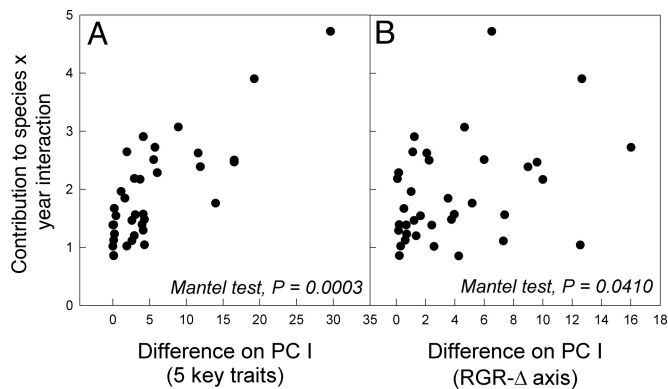 A
B
Contribution to species x
year interaction
5
4
3
2
1
0
Mantel test, P = 0.0003
Mantel test, P = 0.0410
0 5 10 15 20 25 30 35
0 2 4 6 8 10 12 14 16 18
Difference on PC I
(5 key traits)
Difference on PC I
(RGR-Δ axis)